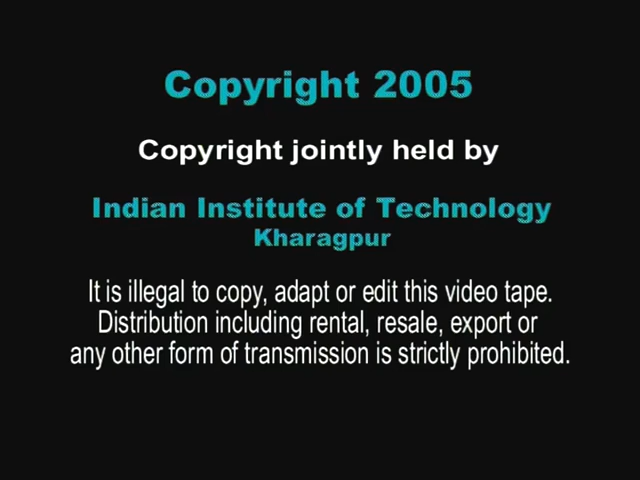 Copyright 2005
Copyright jointly held by
Indian Institute of Technology
Kharagpur
It is illegal to copy, adapt or edit this video tape.
Distribution including rental, resale, export or
any other form of transmission is strictly prohibited.